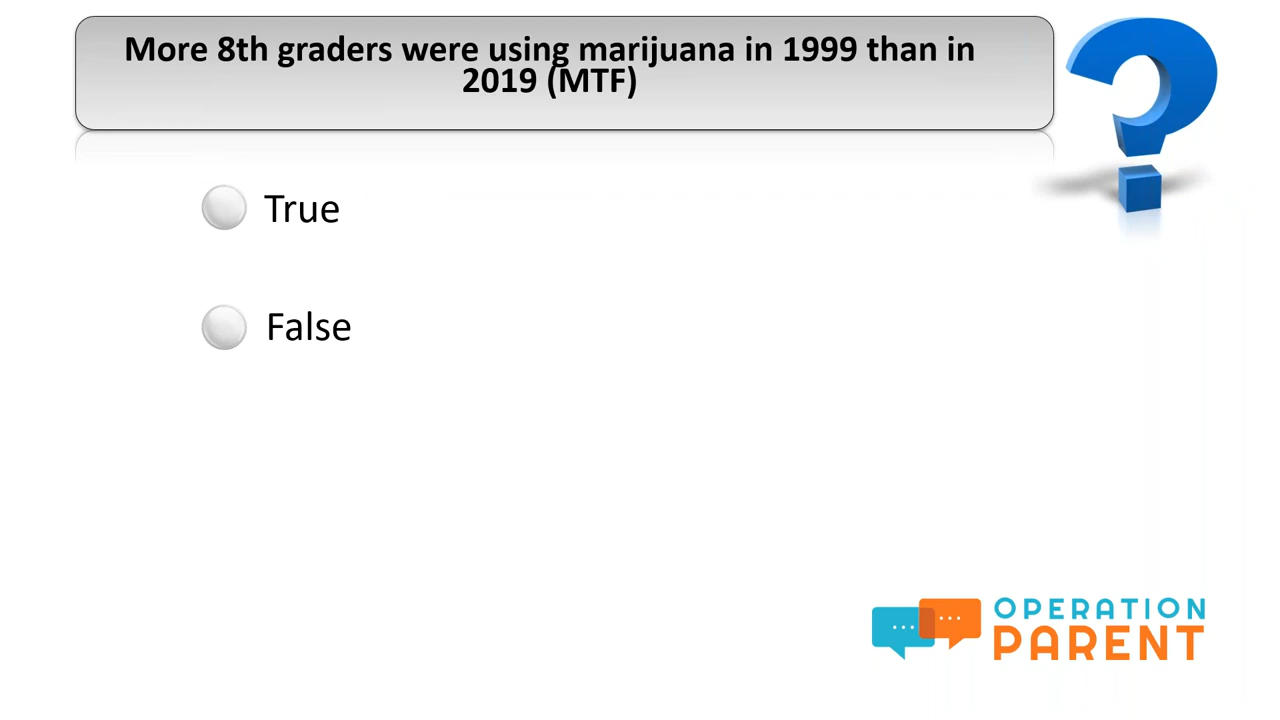 More 8th graders were using marijuana in 1999 than in
2019 (MTF)
True
False
OPERATION
PARENT